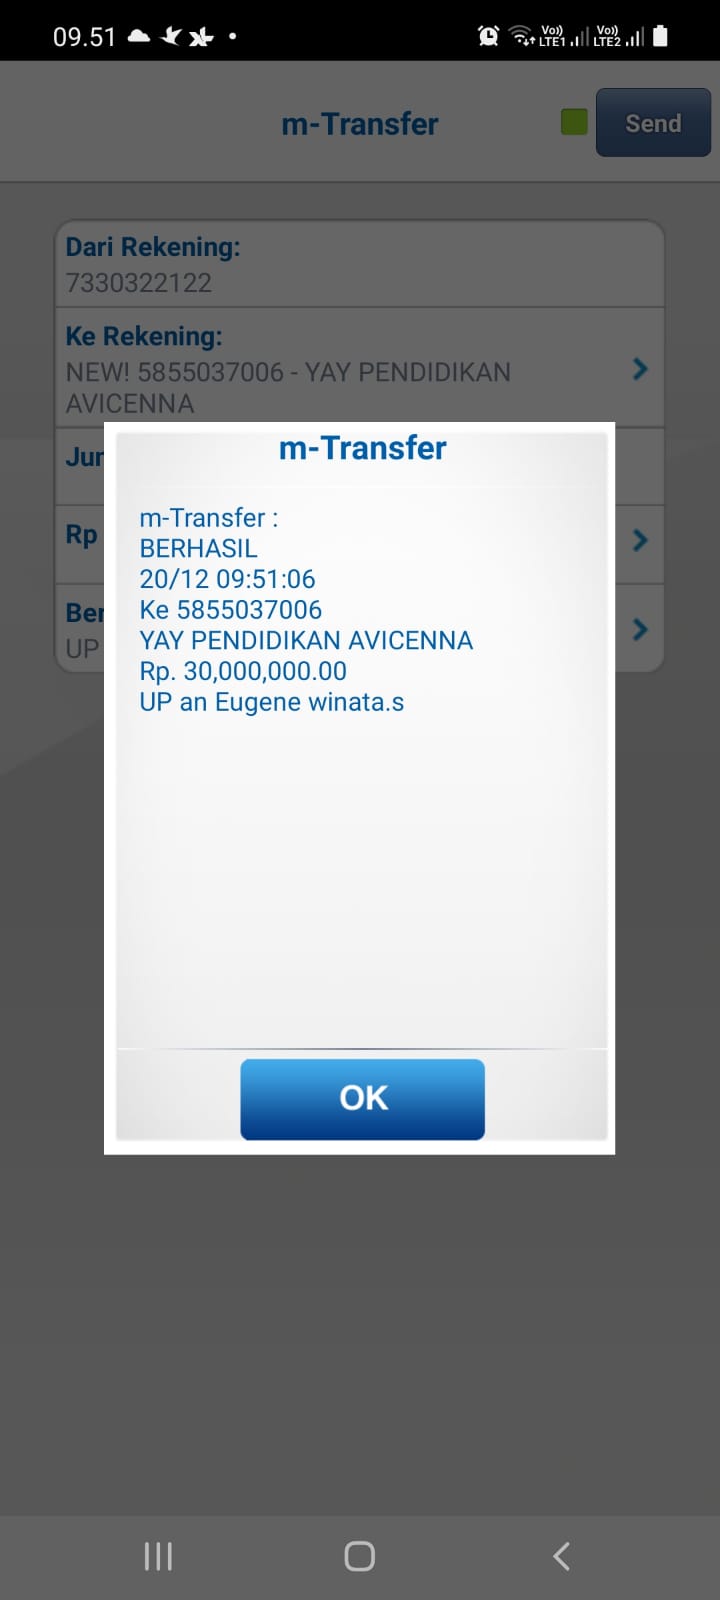 09.51
Vo)) LTE1 Vo)) LTE2
m-Transfer
Send
Dari Rekening:
7330322122
Ke Rekening:
NEW! 5855037006 - YAY PENDIDIKAN
AVICENNA
Jur
Rp
Ber
UP
m-Transfer
m-Transfer :
BERHASIL
20/12 09:51:06
Ke 5855037006
YAY PENDIDIKAN AVICENNA
Rp. 30,000,000.00
UP an Eugene winata.s
OK